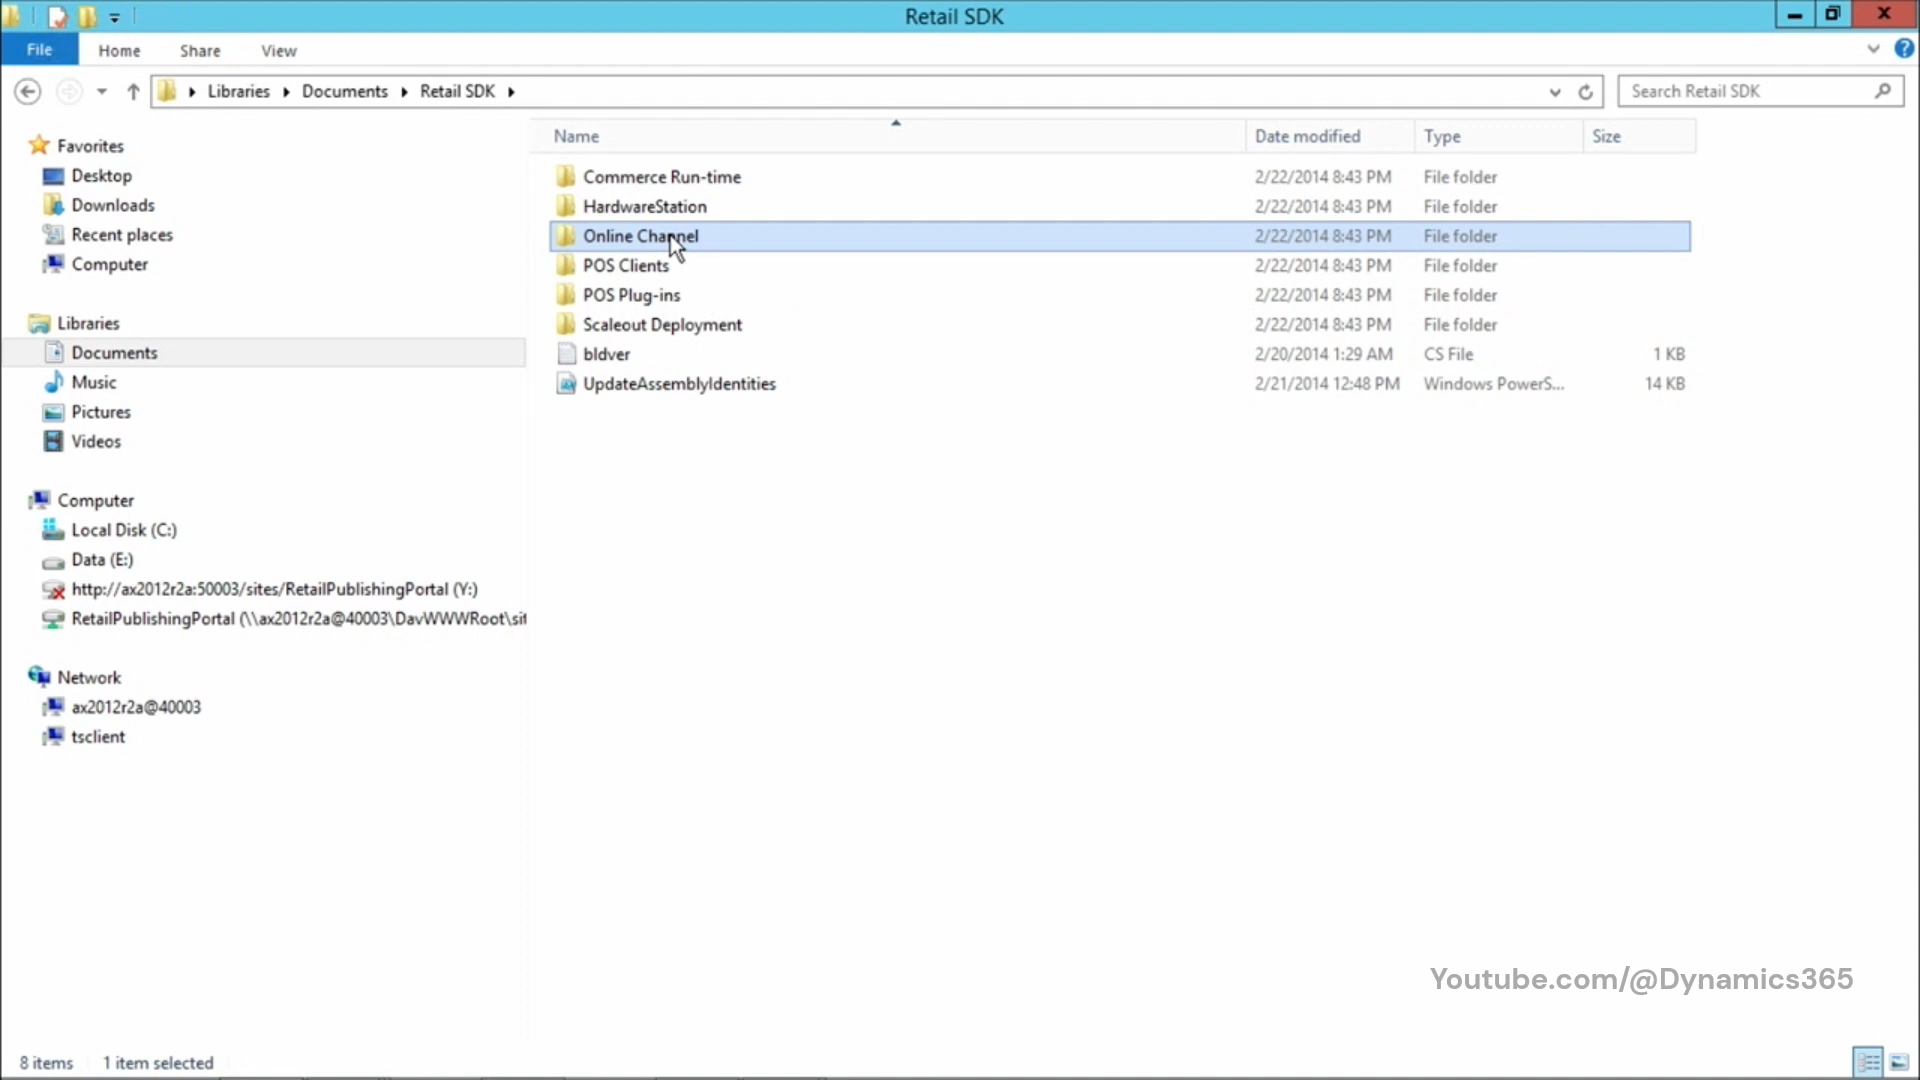 Retail SDK
File Home Share View
Libraries Documents Retail SDK
Search Retail SDK
Name Date modified Type Size
Favorites
Desktop
Downloads
Recent places
Computer
Libraries
Documents
Music
Pictures
Videos
Computer
Local Disk (C:)
Data (E:)
http://ax2012r2a:50003/sites/RetailPublishingPortal (Y:)
RetailPublishingPortal (\\ax2012r2a@40003\DavWWWRoot\sit
Network
ax2012r2a@40003
tsclient
Commerce Run-time 2/22/2014 8:43 PM File folder
HardwareStation 2/22/2014 8:43 PM File folder
Online Channel 2/22/2014 8:43 PM File folder
POS Clients 2/22/2014 8:43 PM File folder
POS Plug-ins 2/22/2014 8:43 PM File folder
Scaleout Deployment 2/22/2014 8:43 PM File folder
bldver 2/20/2014 1:29 AM CS File 1 KB
UpdateAssemblyIdentities 2/21/2014 12:48 PM Windows PowerS... 14 KB
Youtube.com/@Dynamics365
8 items 1 item selected